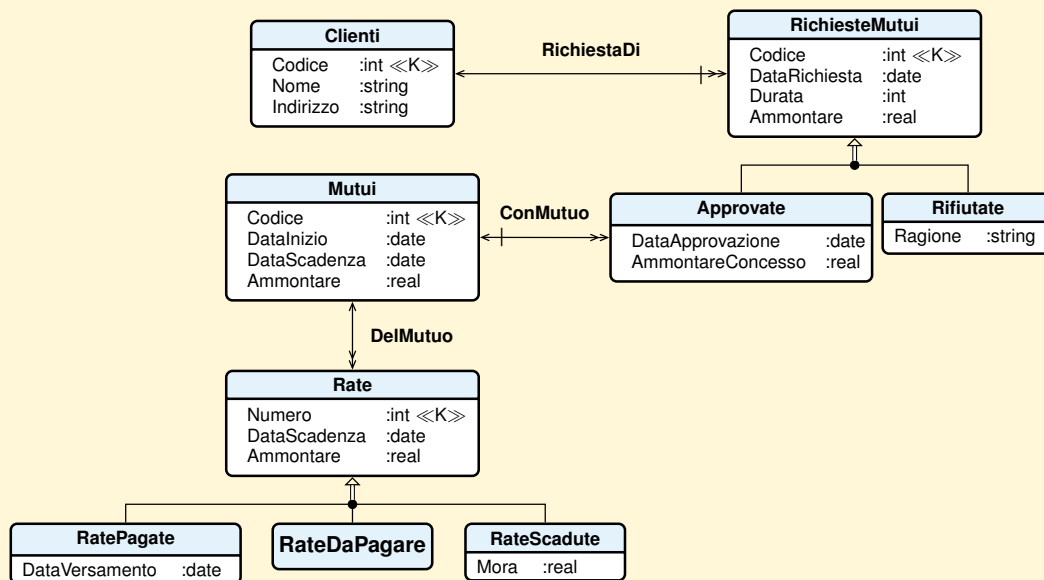 Clienti
Codice :int ≪K≫
Nome :string
Indirizzo :string
RichiestaDi
RichiesteMutui
Codice :int ≪K≫
DataRichiesta :date
Durata :int
Ammontare :real
Mutui
Codice :int ≪K≫
DataInizio :date
DataScadenza :date
Ammontare :real
ConMutuo
Approvate
DataApprovazione :date
AmmontareConcesso :real
Rifiutate
Ragione :string
DelMutuo
Rate
Numero :int ≪K≫
DataScadenza :date
Ammontare :real
RatePagate
DataVersamento :date
RateDaPagare
RateScadute
Mora :real